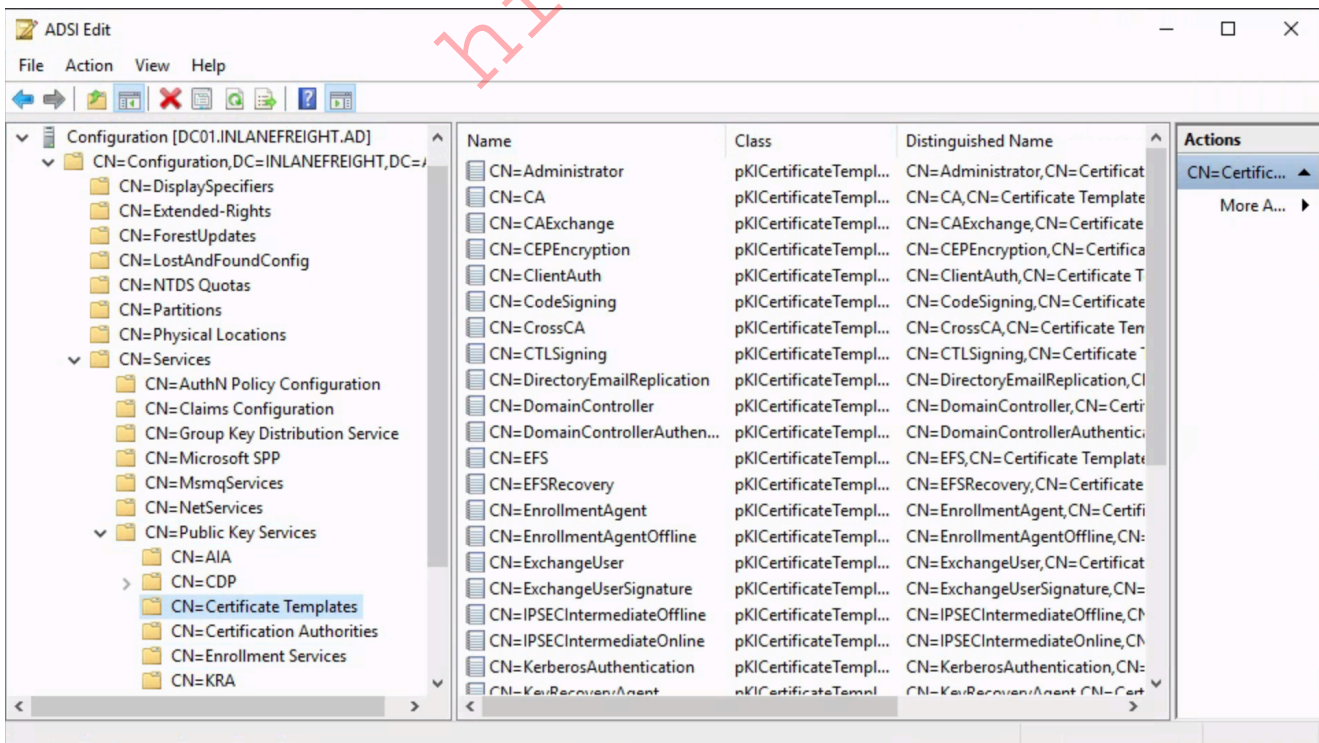 ADSI Edit
File Action View Help
Configuration [DC01.INLANEFREIGHT.AD]
CN=Configuration,DC=INLANEFREIGHT,DC=
CN=DisplaySpecifiers
CN=Extended-Rights
CN=ForestUpdates
CN=LostAndFoundConfig
CN=NTDS Quotas
CN=Partitions
CN=Physical Locations
CN=Services
CN=AuthN Policy Configuration
CN=Claims Configuration
CN=Group Key Distribution Service
CN=Microsoft SPP
CN=MsmqServices
CN=NetServices
CN=Public Key Services
CN=AIA
CN=CDP
CN=Certificate Templates
CN=Certification Authorities
CN=Enrollment Services
CN=KRA
Name Class Distinguished Name
CN=Administrator pKICertificateTempl... CN=Administrator,CN=Certificat
CN=CA pKICertificateTempl... CN=CA,CN=Certificate Template
CN=CAExchange pKICertificateTempl... CN=CAExchange,CN=Certificate
CN=CEPEncryption pKICertificateTempl... CN=CEPEncryption,CN=Certifica
CN=ClientAuth pKICertificateTempl... CN=ClientAuth,CN=Certificate T
CN=CodeSigning pKICertificateTempl... CN=CodeSigning,CN=Certificate
CN=CrossCA pKICertificateTempl... CN=CrossCA,CN=Certificate Tem
CN=CTLSigning pKICertificateTempl... CN=CTLSigning,CN=Certificate
CN=DirectoryEmailReplication pKICertificateTempl... CN=DirectoryEmailReplication,C
CN=DomainController pKICertificateTempl... CN=DomainController,CN=Certi
CN=DomainControllerAuthen... pKICertificateTempl... CN=DomainControllerAuthentic
CN=EFS pKICertificateTempl... CN=EFS,CN=Certificate Template
CN=EFSRecovery pKICertificateTempl... CN=EFSRecovery,CN=Certificate
CN=EnrollmentAgent pKICertificateTempl... CN=EnrollmentAgent,CN=Certifi
CN=EnrollmentAgentOffline pKICertificateTempl... CN=EnrollmentAgentOffline,CN=
CN=ExchangeUser pKICertificateTempl... CN=ExchangeUser,CN=Certificat
CN=ExchangeUserSignature pKICertificateTempl... CN=ExchangeUserSignature,CN=
CN=IPSECIntermediateOffline pKICertificateTempl... CN=IPSECIntermediateOffline,CN
CN=IPSECIntermediateOnline pKICertificateTempl... CN=IPSECIntermediateOnline,CN
CN=KerberosAuthentication pKICertificateTempl... CN=KerberosAuthentication,CN=
CN=KeyRecoveryAgent pKICertificateTempl CN=KeyRecoveryAgent,CN=Cert
Actions
CN=Certific...
More A...